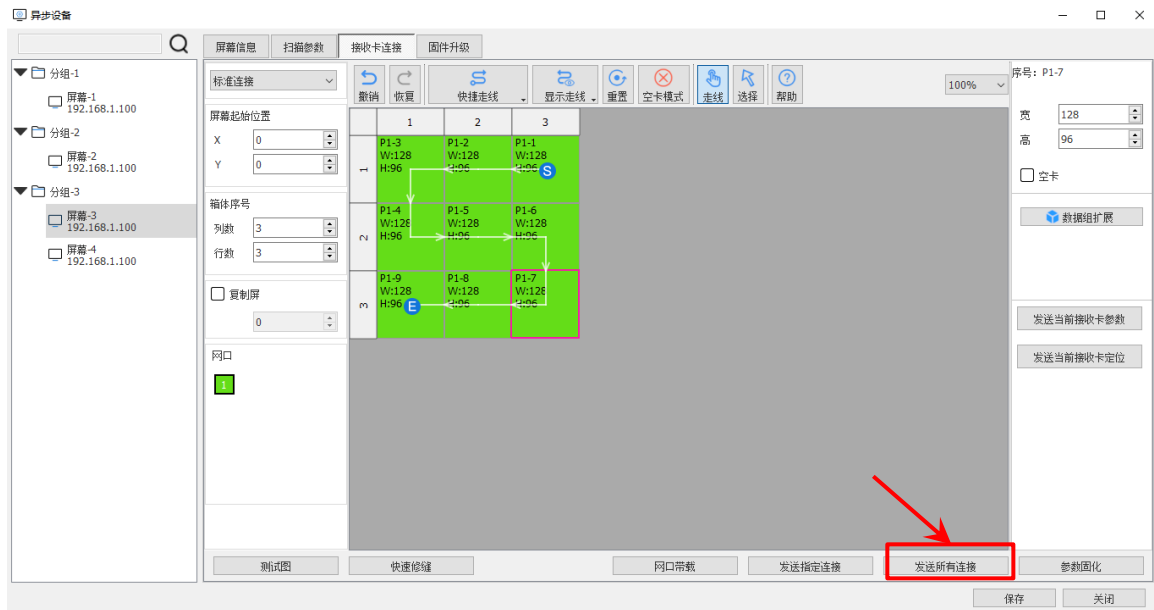 异步设备
屏幕信息 扫描参数 接收卡连接 固件升级
分组-1
屏幕-1
192.168.1.100
分组-2
屏幕-2
192.168.1.100
分组-3
屏幕-3
192.168.1.100
屏幕-4
192.168.1.100
标准连接
屏幕起始位置
X 0
Y 0
箱体序号
列数 3
行数 3
复制屏
0
网口
1
撤销 恢复 快捷走线 显示走线 重置 空卡模式 走线 选择 帮助
100%
1 2 3
1
P1-3 P1-2 P1-1
W:128 W:128 W:128
H:96 H:96 H:96 S
2
P1-4 P1-5 P1-6
W:128 W:128 W:128
H:96 H:96 H:96
3
P1-9 P1-8 P1-7
W:128 W:128 W:128
H:96 E H:96 H:96
序号: P1-7
宽 128
高 96
空卡
数据组扩展
发送当前接收卡参数
发送当前接收卡定位
测试图 快速修缝 网口带载 发送指定连接 发送所有连接 参数固化
保存 关闭